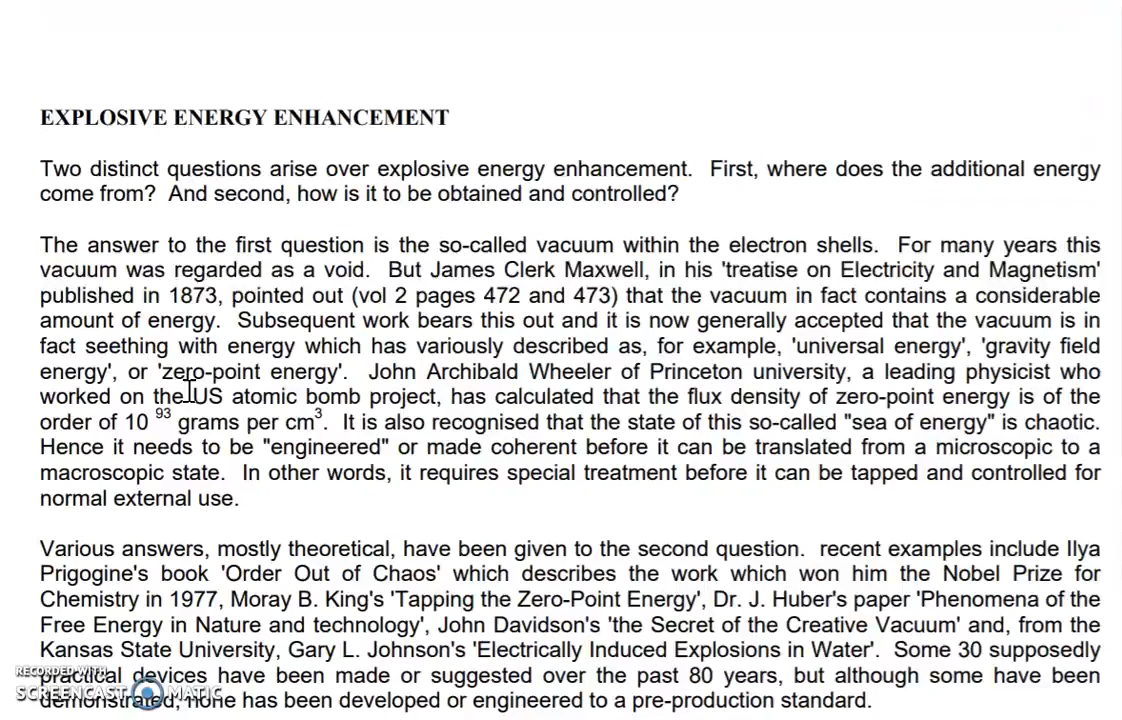 EXPLOSIVE ENERGY ENHANCEMENT
Two distinct questions arise over explosive energy enhancement. First, where does the additional energy
come from? And second, how is it to be obtained and controlled?
The answer to the first question is the so-called vacuum within the electron shells. For many years this
vacuum was regarded as a void. But James Clerk Maxwell, in his 'treatise on Electricity and Magnetism'
published in 1873, pointed out (vol 2 pages 472 and 473) that the vacuum in fact contains a considerable
amount of energy. Subsequent work bears this out and it is now generally accepted that the vacuum is in
fact seething with energy which has variously described as, for example, 'universal energy', 'gravity field
energy', or 'zero-point energy'. John Archibald Wheeler of Princeton university, a leading physicist who
worked on the US atomic bomb project, has calculated that the flux density of zero-point energy is of the
order of 10 ⁹³ grams per cm³. It is also recognised that the state of this so-called "sea of energy" is chaotic.
Hence it needs to be "engineered" or made coherent before it can be translated from a microscopic to a
macroscopic state. In other words, it requires special treatment before it can be tapped and controlled for
normal external use.
Various answers, mostly theoretical, have been given to the second question. recent examples include Ilya
Prigogine's book 'Order Out of Chaos' which describes the work which won him the Nobel Prize for
Chemistry in 1977, Moray B. King's 'Tapping the Zero-Point Energy', Dr. J. Huber's paper 'Phenomena of the
Free Energy in Nature and technology', John Davidson's 'the Secret of the Creative Vacuum' and, from the
Kansas State University, Gary L. Johnson's 'Electrically Induced Explosions in Water'. Some 30 supposedly
practical devices have been made or suggested over the past 80 years, but although some have been
demonstrated, none has been developed or engineered to a pre-production standard.
RECORDED WITH
SCREENCAST MATIC